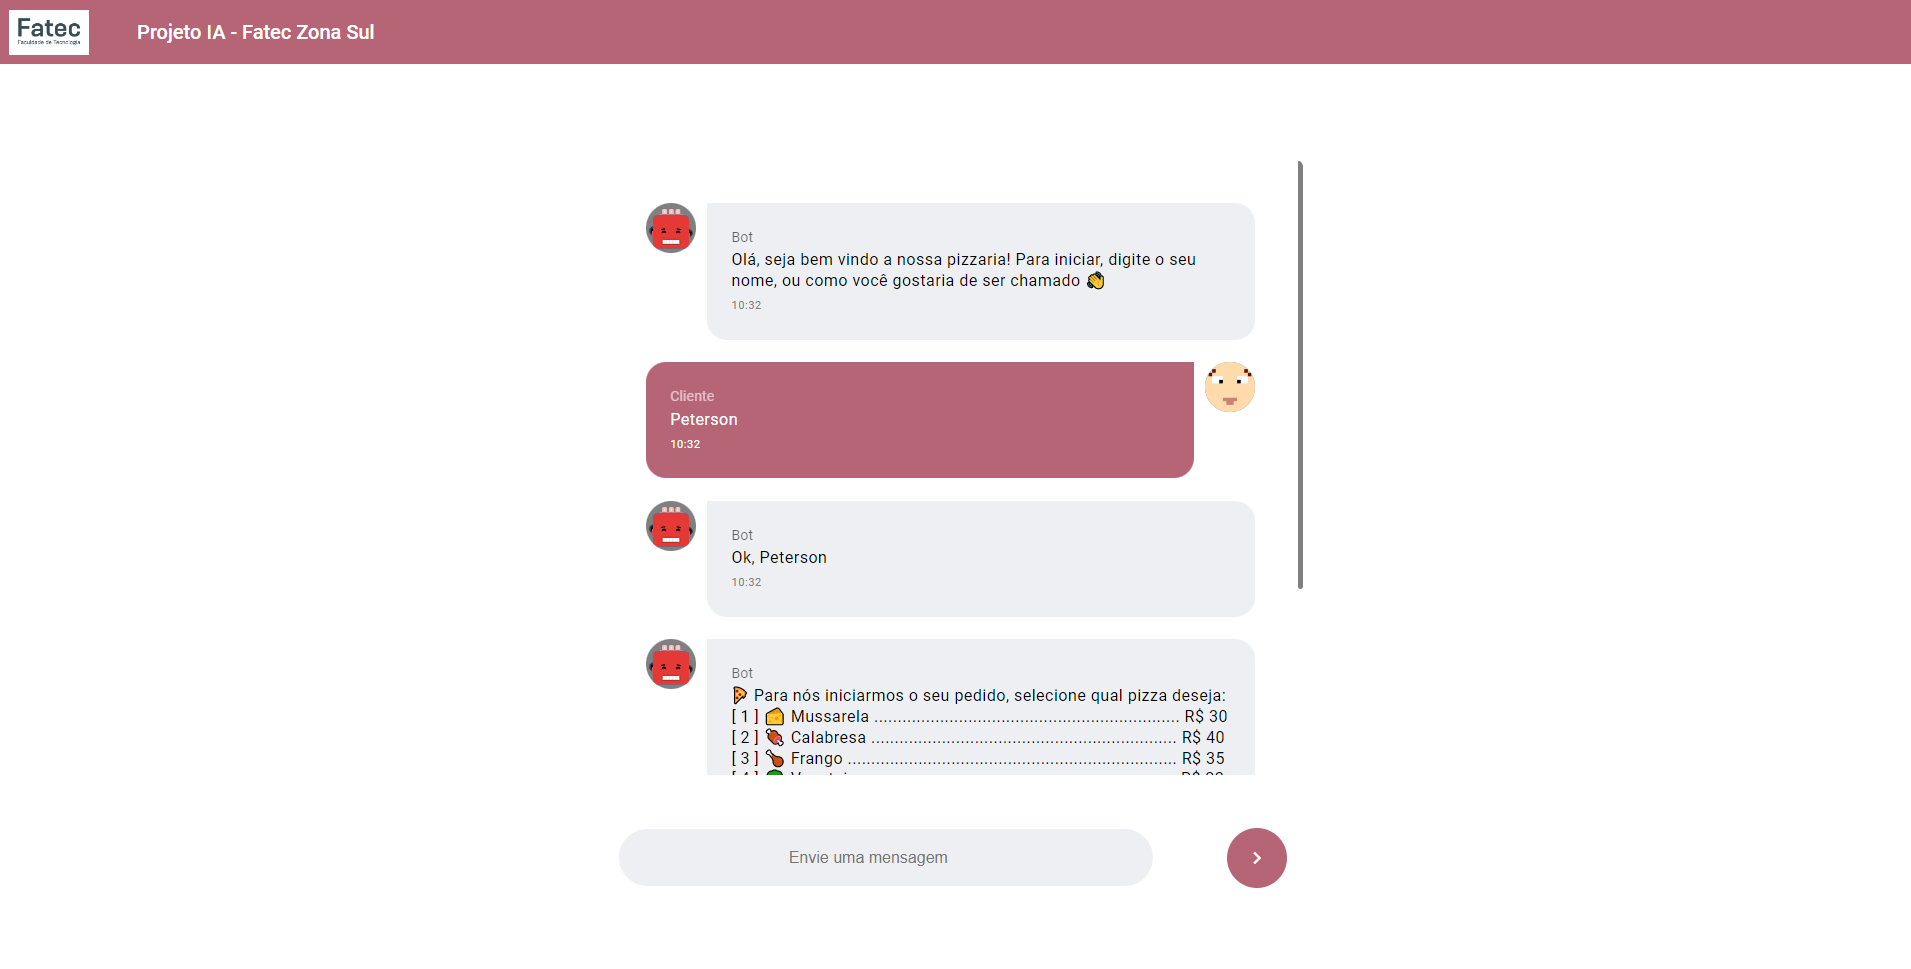 Fatec
Faculdade de Tecnologia
Projeto IA - Fatec Zona Sul
Bot
Olá, seja bem vindo a nossa pizzaria! Para iniciar, digite o seu
nome, ou como você gostaria de ser chamado 👏
10:32
Cliente
Peterson
10:32
Bot
Ok, Peterson
10:32
Bot
🍕 Para nós iniciarmos o seu pedido, selecione qual pizza deseja:
[ 1 ] 🧀 Mussarela ................................................................. R$ 30
[ 2 ] 🍖 Calabresa ................................................................. R$ 40
[ 3 ] 🍗 Frango ...................................................................... R$ 35
Envie uma mensagem